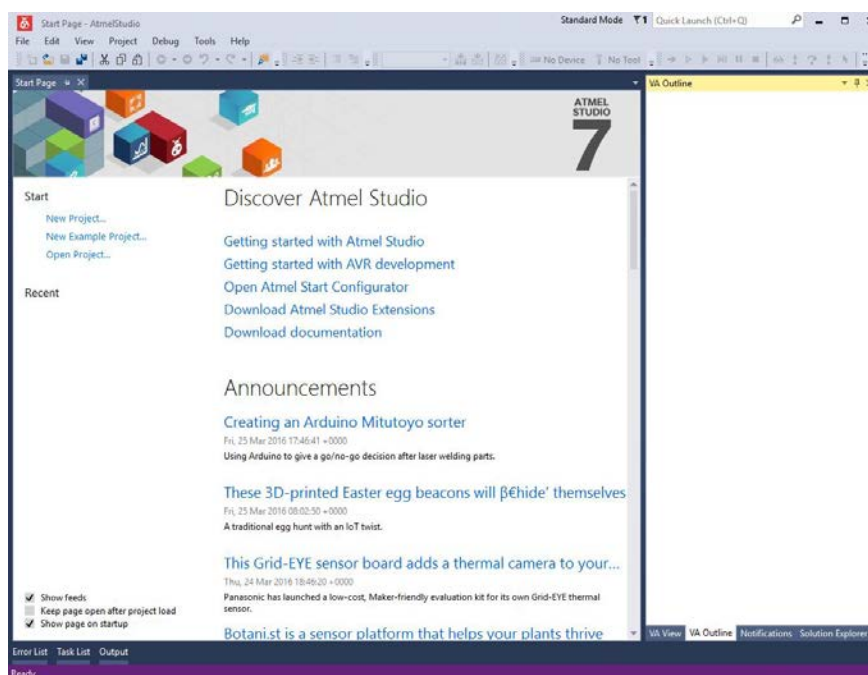 Start Page - AtmelStudio
Standard Mode
1
Quick Launch (Ctrl+Q)
File Edit View Project Debug Tools Help
No Device
No Tool
Start Page
VA Outline
ATMEL
STUDIO
7
Start
New Project...
New Example Project...
Open Project...
Recent
Discover Atmel Studio
Getting started with Atmel Studio
Getting started with AVR development
Open Atmel Start Configurator
Download Atmel Studio Extensions
Download documentation
Announcements
Creating an Arduino Mitutoyo sorter
Fri, 25 Mar 2016 17:46:41 +0000
Using Arduino to give a go/no-go decision after laser welding parts.
These 3D-printed Easter egg beacons will β€hide' themselves
Fri, 25 Mar 2016 08:02:50 +0000
A traditional egg hunt with an IoT twist.
This Grid-EYE sensor board adds a thermal camera to your...
Thu, 24 Mar 2016 18:46:20 +0000
Panasonic has launched a low-cost, Maker-friendly evaluation kit for its own Grid-EYE thermal
sensor.
Botani.st is a sensor platform that helps your plants thrive
Show feeds
Keep page open after project load
Show page on startup
VA View VA Outline Notifications Solution Explorer
Error List Task List Output
Ready